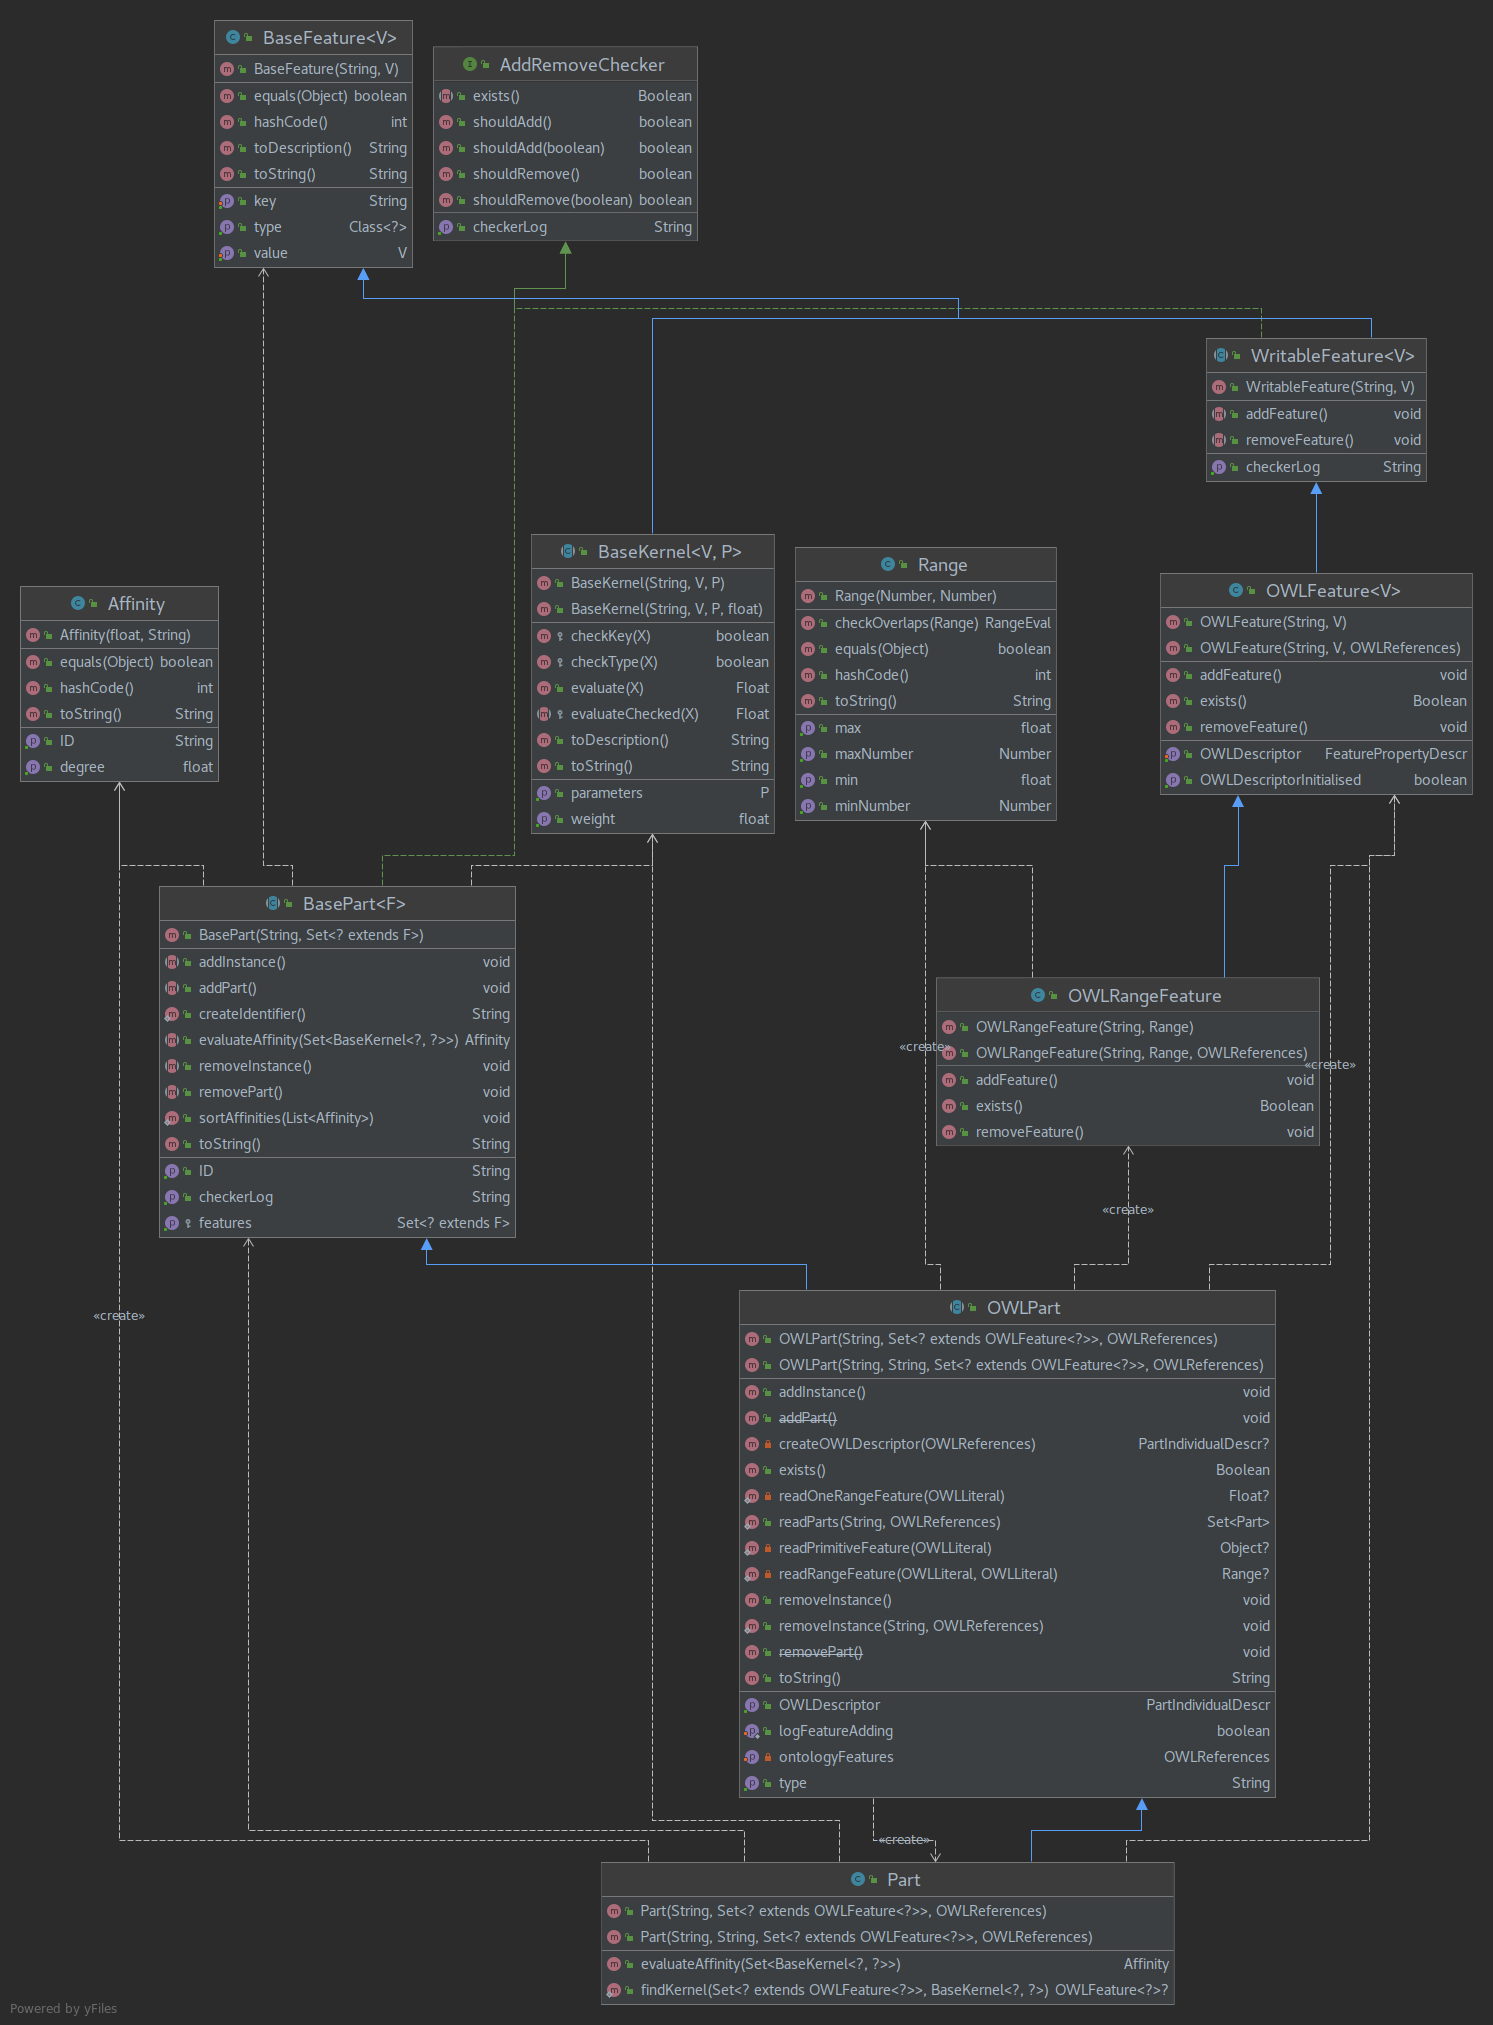 BaseFeature<V>
BaseFeature(String, V)
equals(Object) boolean
hashCode() int
toDescription() String
toString() String
key String
type Class<?>
value V
AddRemoveChecker
exists() Boolean
shouldAdd() boolean
shouldAdd(boolean) boolean
shouldRemove() boolean
shouldRemove(boolean) boolean
checkerLog String
WritableFeature<V>
WritableFeature(String, V)
addFeature() void
removeFeature() void
checkerLog String
Affinity
Affinity(float, String)
equals(Object) boolean
hashCode() int
toString() String
ID String
degree float
BaseKernel<V, P>
BaseKernel(String, V, P)
BaseKernel(String, V, P, float)
checkKey(X) boolean
checkType(X) boolean
evaluate(X) Float
evaluateChecked(X) Float
toDescription() String
toString() String
parameters P
weight float
Range
Range(Number, Number)
checkOverlaps(Range) RangeEval
equals(Object) boolean
hashCode() int
toString() String
max float
maxNumber Number
min float
minNumber Number
OWLFeature<V>
OWLFeature(String, V)
OWLFeature(String, V, OWLReferences)
addFeature() void
exists() Boolean
removeFeature() void
OWLDescriptor FeaturePropertyDescr
OWLDescriptorInitialised boolean
BasePart<F>
BasePart(String, Set<? extends F>)
addInstance() void
addPart() void
createIdentifier() String
evaluateAffinity(Set<BaseKernel<?, ?>>) Affinity
removeInstance() void
removePart() void
sortAffinities(List<Affinity>) void
toString() String
ID String
checkerLog String
features Set<? extends F>
OWLRangeFeature
OWLRangeFeature(String, Range)
OWLRangeFeature(String, Range, OWLReferences)
addFeature() void
exists() Boolean
removeFeature() void
«create»
«create»
«create»
«create»
OWLPart
OWLPart(String, Set<? extends OWLFeature<?>>, OWLReferences)
OWLPart(String, String, Set<? extends OWLFeature<?>>, OWLReferences)
addInstance() void
addPart() void
createOWLDescriptor(OWLReferences) PartIndividualDescr?
exists() Boolean
readOneRangeFeature(OWLLiteral) Float?
readParts(String, OWLReferences) Set<Part>
readPrimitiveFeature(OWLLiteral) Object?
readRangeFeature(OWLLiteral, OWLLiteral) Range?
removeInstance() void
removeInstance(String, OWLReferences) void
removePart() void
toString() String
OWLDescriptor PartIndividualDescr
logFeatureAdding boolean
ontologyFeatures OWLReferences
type String
«create»
Part
Part(String, Set<? extends OWLFeature<?>>, OWLReferences)
Part(String, String, Set<? extends OWLFeature<?>>, OWLReferences)
evaluateAffinity(Set<BaseKernel<?, ?>>) Affinity
findKernel(Set<? extends OWLFeature<?>>, BaseKernel<?, ?>) OWLFeature<?>?
Powered by yFiles